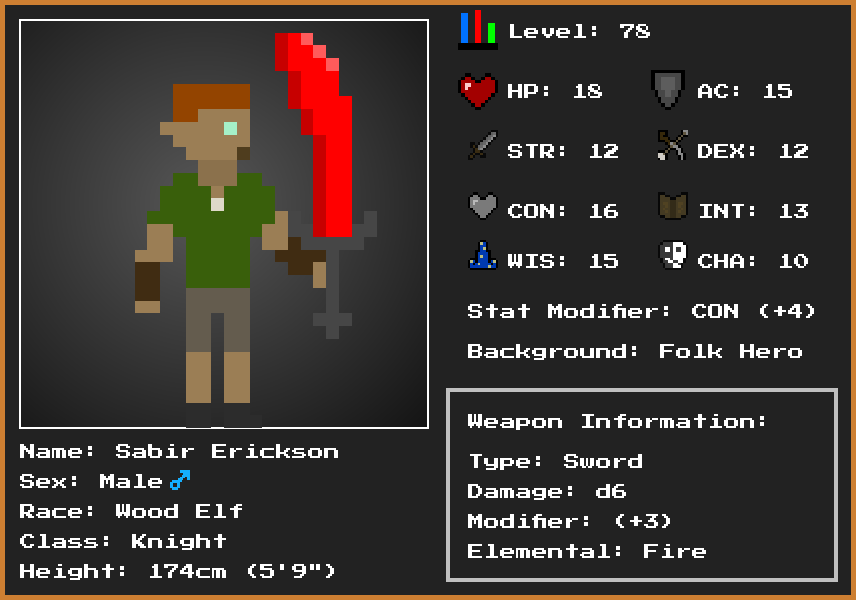 Level: 78
HP: 18
AC: 15
STR: 12
DEX: 12
CON: 16
INT: 13
WIS: 15
CHA: 10
Stat Modifier: CON (+4)
Background: Folk Hero
Weapon Information:
Type: Sword
Damage: d6
Modifier: (+3)
Elemental: Fire
Name: Sabir Erickson
Sex: Male ♂
Race: Wood Elf
Class: Knight
Height: 174cm (5'9")